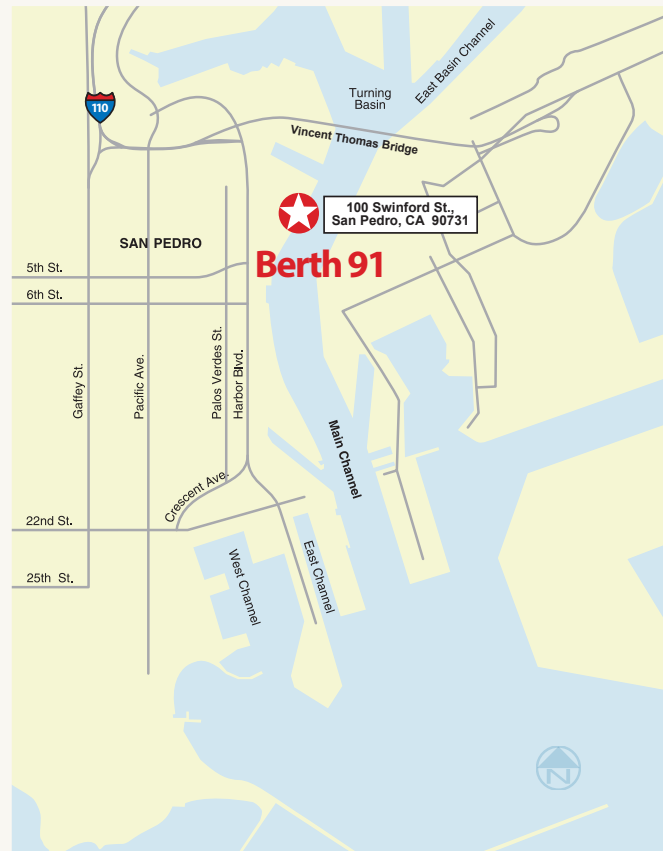 East Basin Channel
Turning
Basin
110
Vincent Thomas Bridge
100 Swinford St.,
San Pedro, CA  90731
SAN PEDRO
Berth 91
5th St.
6th St.
Gaffey St.
Pacific Ave.
Palos Verdes St.
Harbor Blvd.
Main Channel
Crescent Ave.
22nd St.
West Channel
East Channel
25th  St.
N